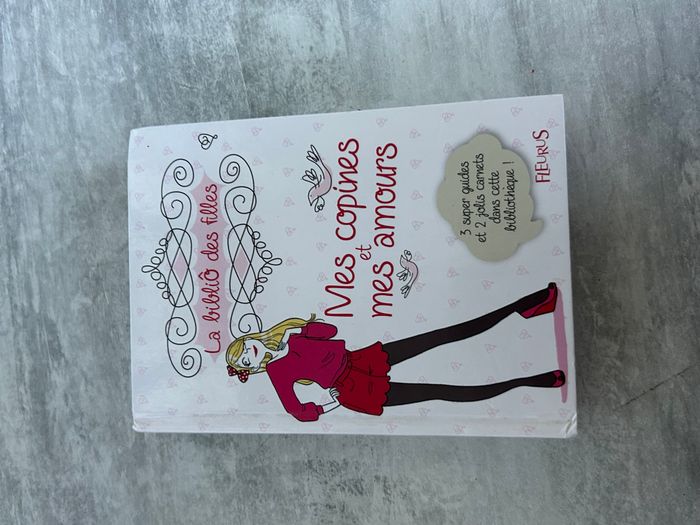 La bibliô des filles
Mes copines
et
mes amours
3 super guides
et 2 jolis carnets
dans cette
bibliothèque !
FLEURUS